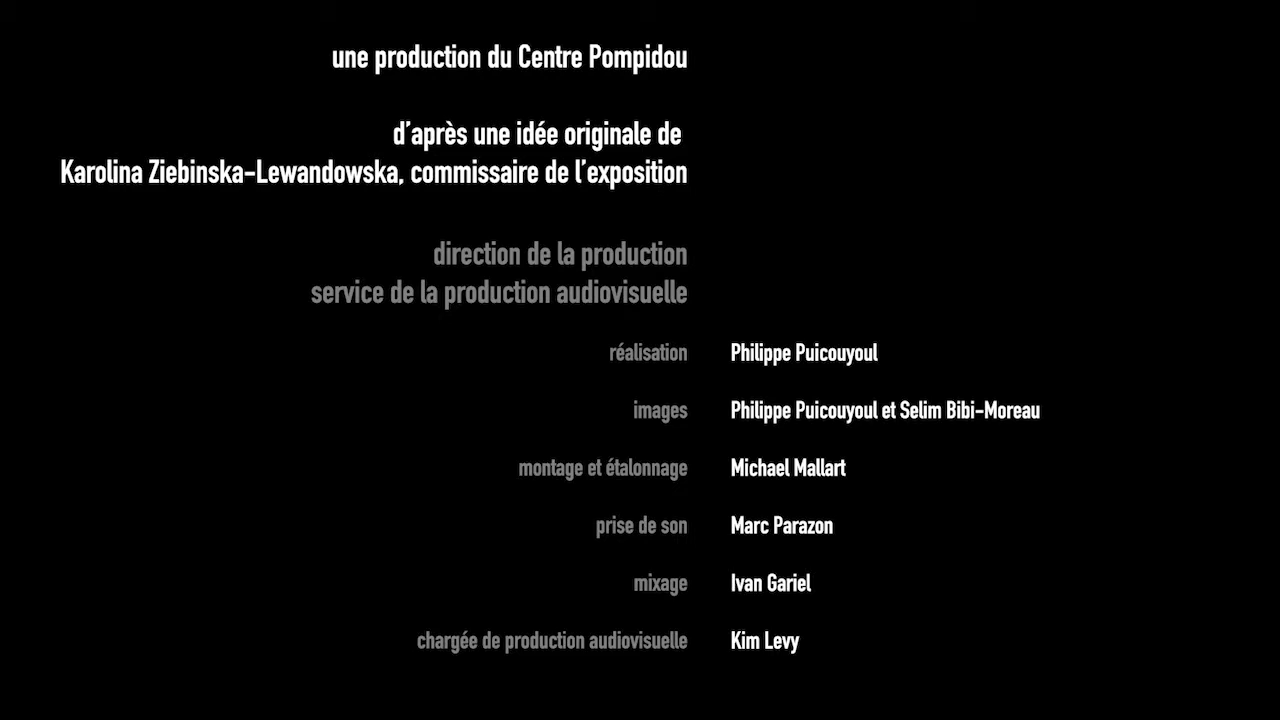 une production du Centre Pompidou
d'après une idée originale de
Karolina Ziebinska-Lewandowska, commissaire de l'exposition
direction de la production
service de la production audiovisuelle
réalisation Philippe Puicouyoul
images Philippe Puicouyoul et Selim Bibi-Moreau
montage et étalonnage Michael Mallart
prise de son Marc Parazon
mixage Ivan Gariel
chargée de production audiovisuelle Kim Levy